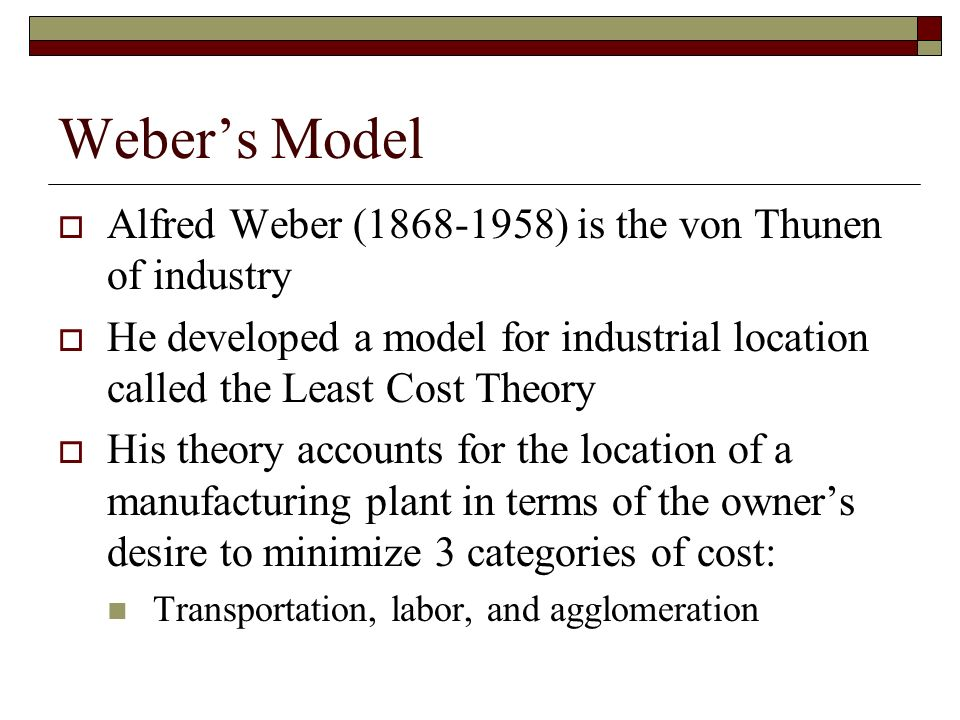 Weber’s Model
Alfred Weber (1868-1958) is the von Thunen
of industry
He developed a model for industrial location
called the Least Cost Theory
His theory accounts for the location of a
manufacturing plant in terms of the owner’s
desire to minimize 3 categories of cost:
Transportation, labor, and agglomeration